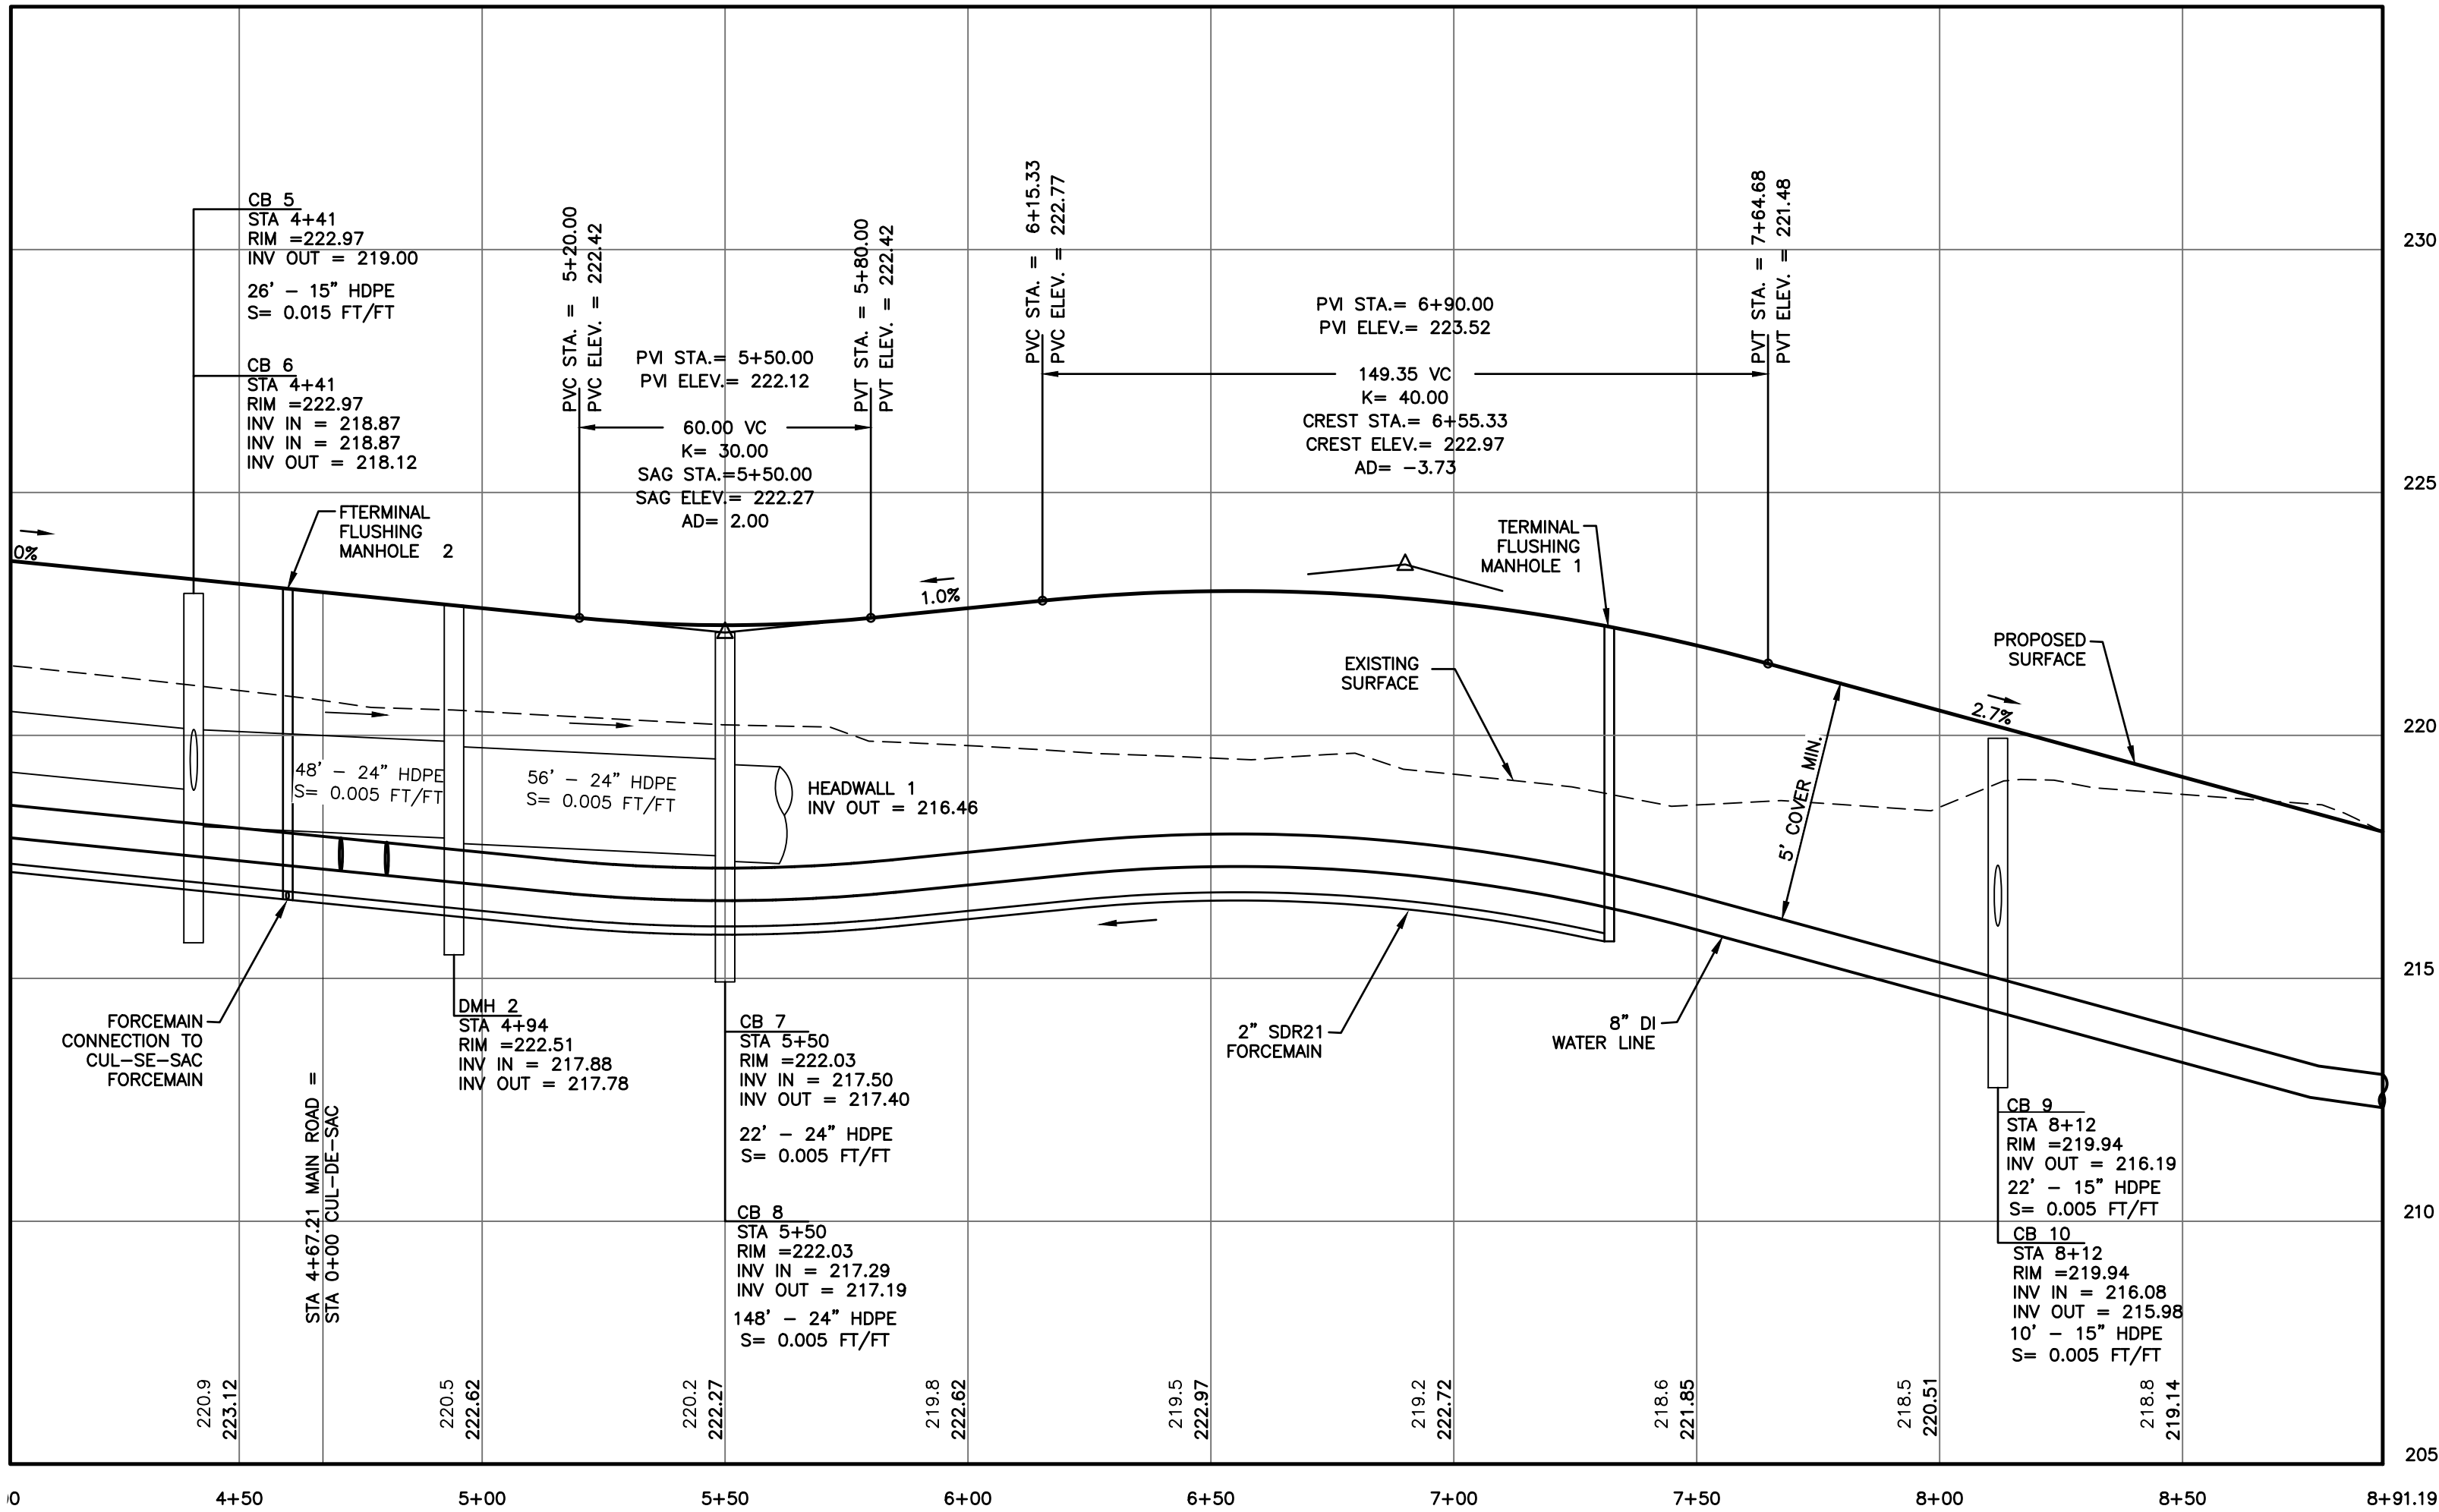 CB 5
STA 4+41
RIM =222.97
INV OUT = 219.00
26' - 15" HDPE
S= 0.015 FT/FT
CB 6
STA 4+41
RIM =222.97
INV IN = 218.87
INV IN = 218.87
INV OUT = 218.12
FTERMINAL
FLUSHING
MANHOLE 2
0%
PVC STA. = 5+20.00
PVC ELEV. = 222.42
PVI STA.= 5+50.00
PVI ELEV.= 222.12
60.00 VC
K= 30.00
SAG STA.=5+50.00
SAG ELEV.= 222.27
AD= 2.00
PVT STA. = 5+80.00
PVT ELEV. = 222.42
1.0%
PVC STA. = 6+15.33
PVC ELEV. = 222.77
PVI STA.= 6+90.00
PVI ELEV.= 223.52
149.35 VC
K= 40.00
CREST STA.= 6+55.33
CREST ELEV.= 222.97
AD= -3.73
PVT STA. = 7+64.68
PVT ELEV. = 221.48
TERMINAL
FLUSHING
MANHOLE 1
EXISTING
SURFACE
PROPOSED
SURFACE
2.7%
5' COVER MIN.
48' - 24" HDPE
S= 0.005 FT/FT
56' - 24" HDPE
S= 0.005 FT/FT
HEADWALL 1
INV OUT = 216.46
FORCEMAIN
CONNECTION TO
CUL-SE-SAC
FORCEMAIN
STA 4+67.21 MAIN ROAD =
STA 0+00 CUL-DE-SAC
DMH 2
STA 4+94
RIM =222.51
INV IN = 217.88
INV OUT = 217.78
CB 7
STA 5+50
RIM =222.03
INV IN = 217.50
INV OUT = 217.40
22' - 24" HDPE
S= 0.005 FT/FT
CB 8
STA 5+50
RIM =222.03
INV IN = 217.29
INV OUT = 217.19
148' - 24" HDPE
S= 0.005 FT/FT
2" SDR21
FORCEMAIN
8" DI
WATER LINE
CB 9
STA 8+12
RIM =219.94
INV OUT = 216.19
22' - 15" HDPE
S= 0.005 FT/FT
CB 10
STA 8+12
RIM =219.94
INV IN = 216.08
INV OUT = 215.98
10' - 15" HDPE
S= 0.005 FT/FT
230
225
220
215
210
205
220.9
223.12
220.5
222.62
220.2
222.27
219.8
222.62
219.5
222.97
219.2
222.72
218.6
221.85
218.5
220.51
218.8
219.14
0
4+50
5+00
5+50
6+00
6+50
7+00
7+50
8+00
8+50
8+91.19